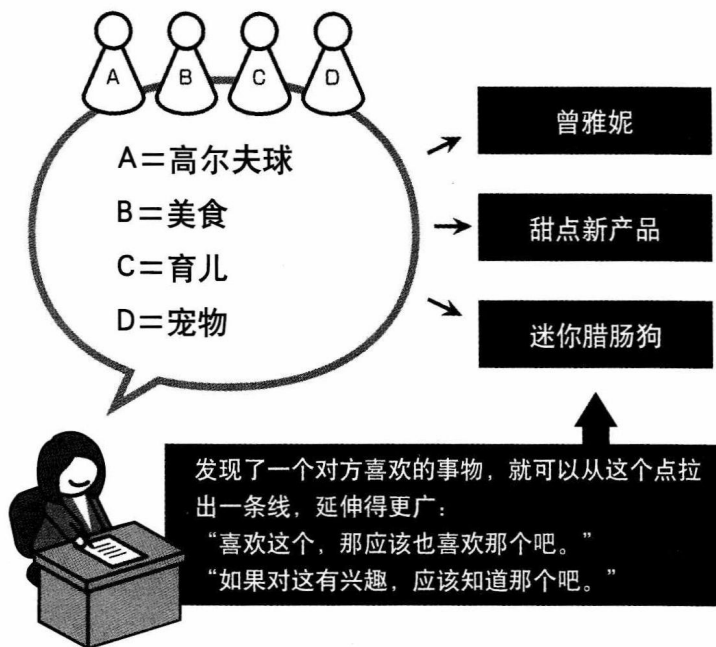 A
B
C
D
A＝高尔夫球
B＝美食
C＝育儿
D＝宠物
曾雅妮
甜点新产品
迷你腊肠狗
发现了一个对方喜欢的事物，就可以从这个点拉
出一条线，延伸得更广：
“喜欢这个，那应该也喜欢那个吧。”
“如果对这有兴趣，应该知道那个吧。”